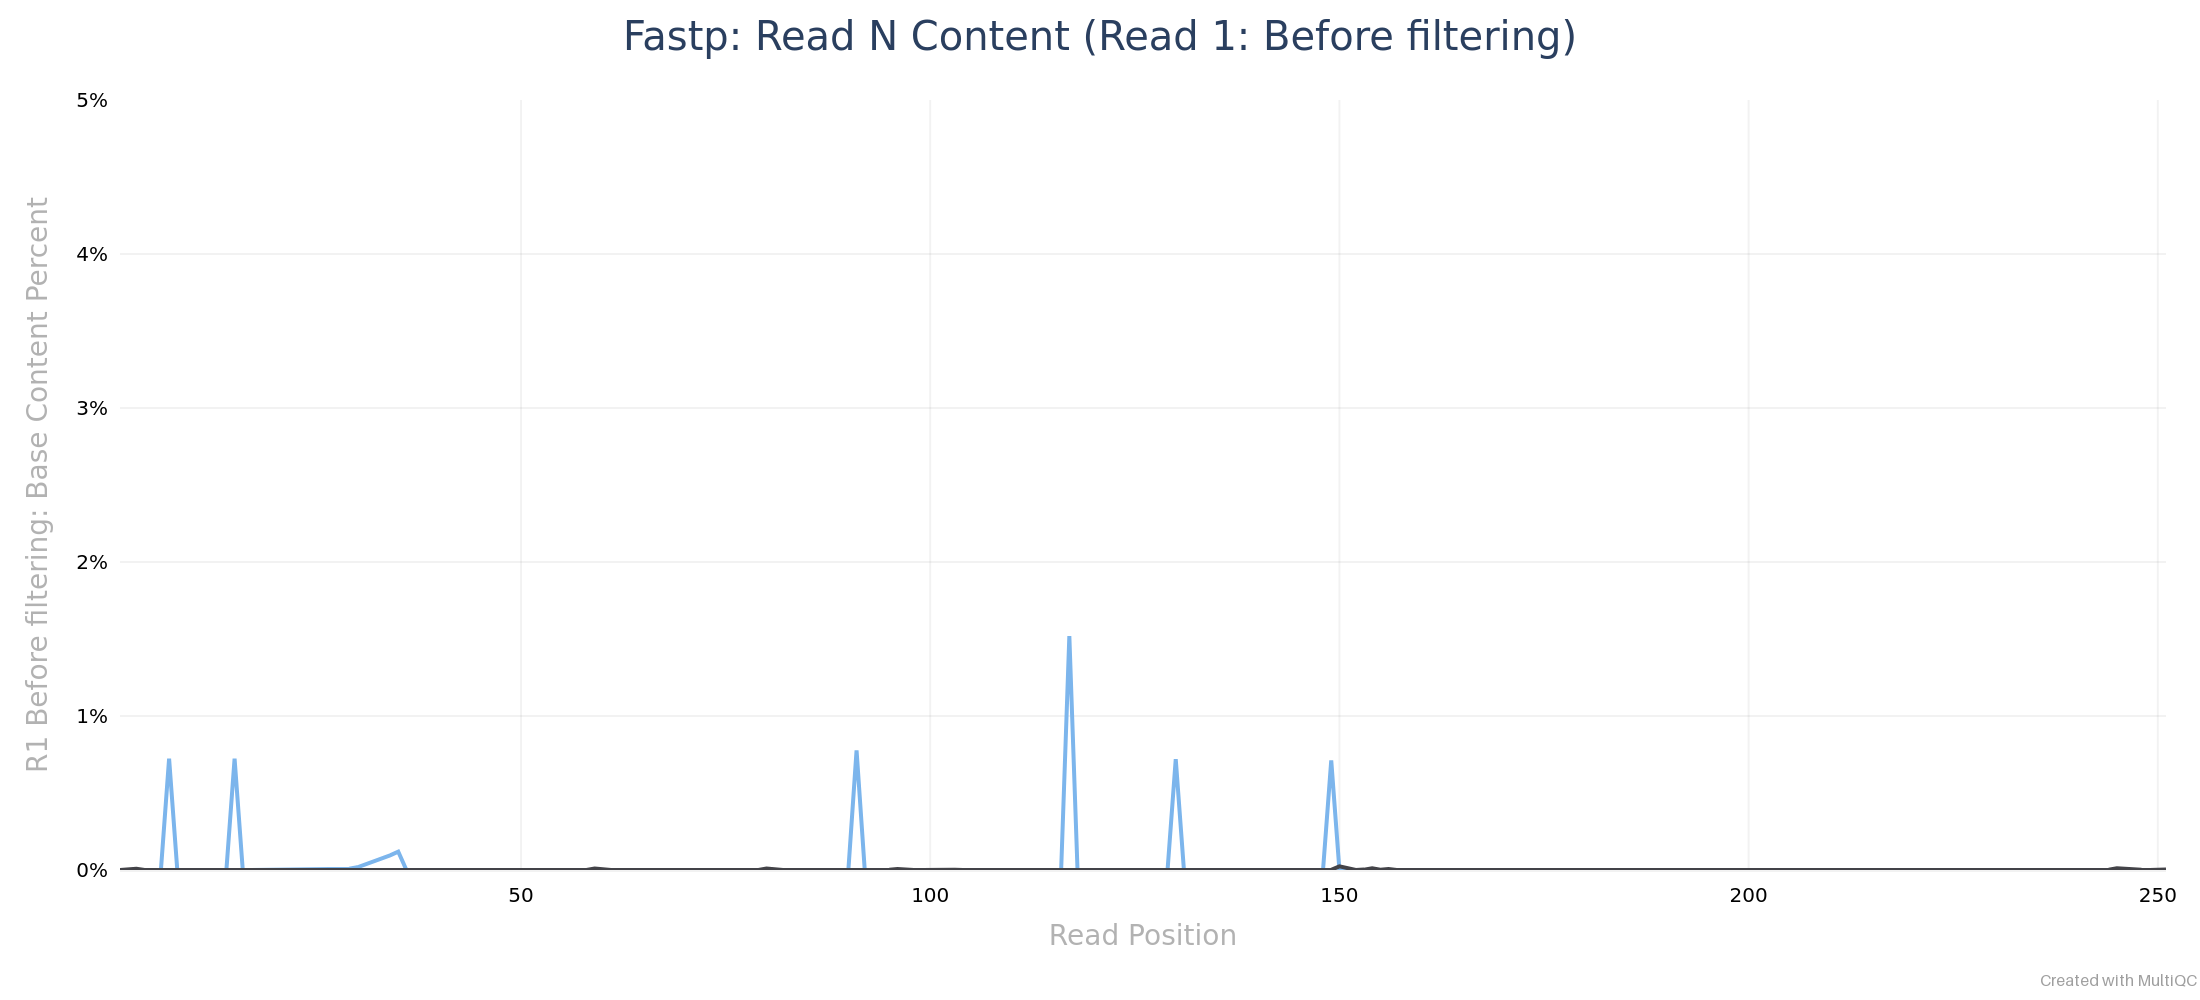 Fastp: Read N Content (Read 1: Before filtering)
R1 Before filtering: Base Content Percent
5%
4%
3%
2%
1%
0%
50
100
150
200
250
Read Position
Created with MultiQC